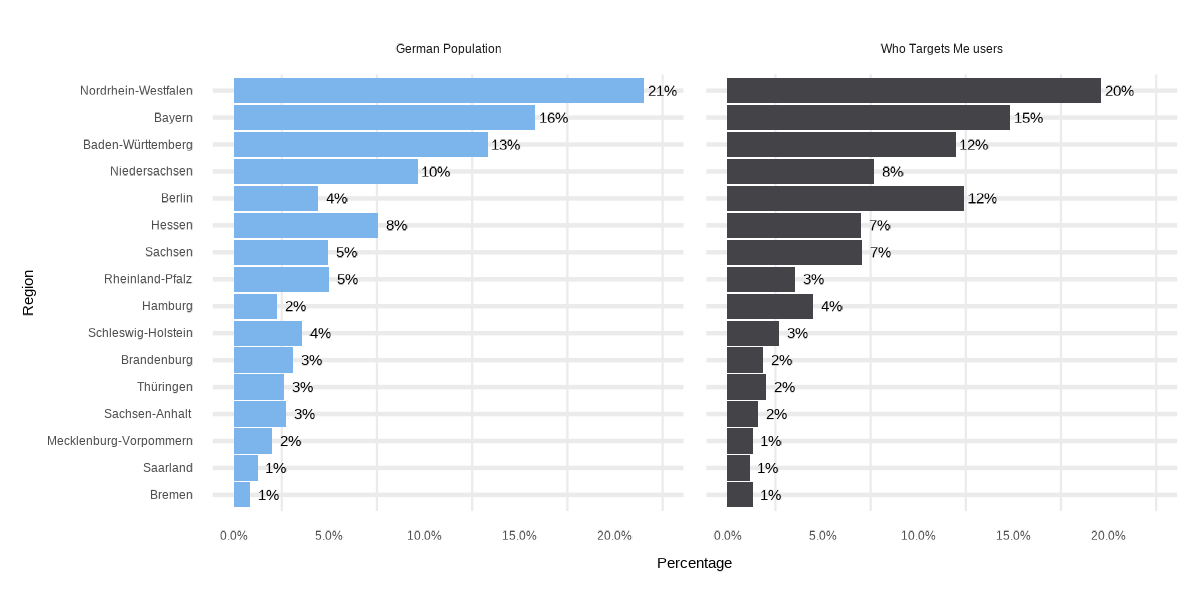 German Population
Who Targets Me users
Region
Nordrhein-Westfalen 21% 20%
Bayern 16% 15%
Baden-Württemberg 13% 12%
Niedersachsen 10% 8%
Berlin 4% 12%
Hessen 8% 7%
Sachsen 5% 7%
Rheinland-Pfalz 5% 3%
Hamburg 2% 4%
Schleswig-Holstein 4% 3%
Brandenburg 3% 2%
Thüringen 3% 2%
Sachsen-Anhalt 3% 2%
Mecklenburg-Vorpommern 2% 1%
Saarland 1% 1%
Bremen 1% 1%
0.0% 5.0% 10.0% 15.0% 20.0% 0.0% 5.0% 10.0% 15.0% 20.0%
Percentage